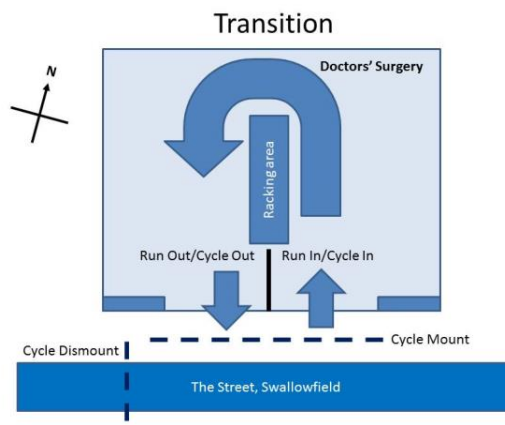 Transition
Doctors' Surgery
N
Racking area
Run Out/Cycle Out
Run In/Cycle In
Cycle Mount
Cycle Dismount
The Street, Swallowfield